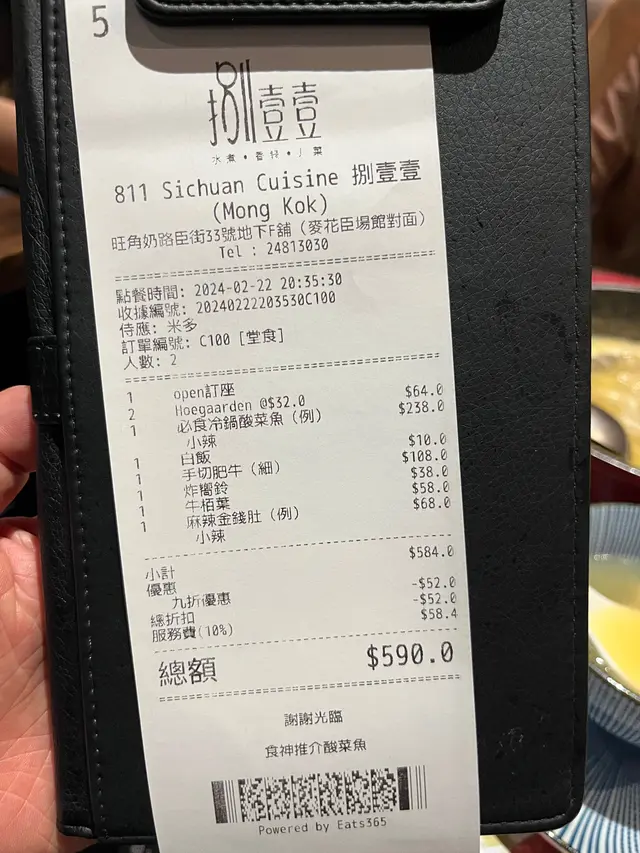 5
捌壹壹
水煮•香鍋•小菜
811 Sichuan Cuisine 捌壹壹
(Mong Kok)
旺角奶路臣街33號地下F舖 (麥花臣場館對面)
Tel : 24813030
點餐時間: 2024-02-22 20:35:30
收據編號: 20240222203530C100
侍應: 米多
訂單編號: C100 [堂食]
人數: 2
1 open訂座
2 Hoegaarden @$32.0 $64.0
1 必食冷鍋酸菜魚 (例) $238.0
小辣
1 白飯 $10.0
1 手切肥牛 (細) $108.0
1 炸嚮鈴 $38.0
1 牛栢葉 $58.0
1 麻辣金錢肚 (例) $68.0
小辣
小計 $584.0
優惠
九折優惠 -$52.0
總折扣 -$52.0
服務費(10%) $58.4
總額 $590.0
謝謝光臨
食神推介酸菜魚
Powered by Eats365